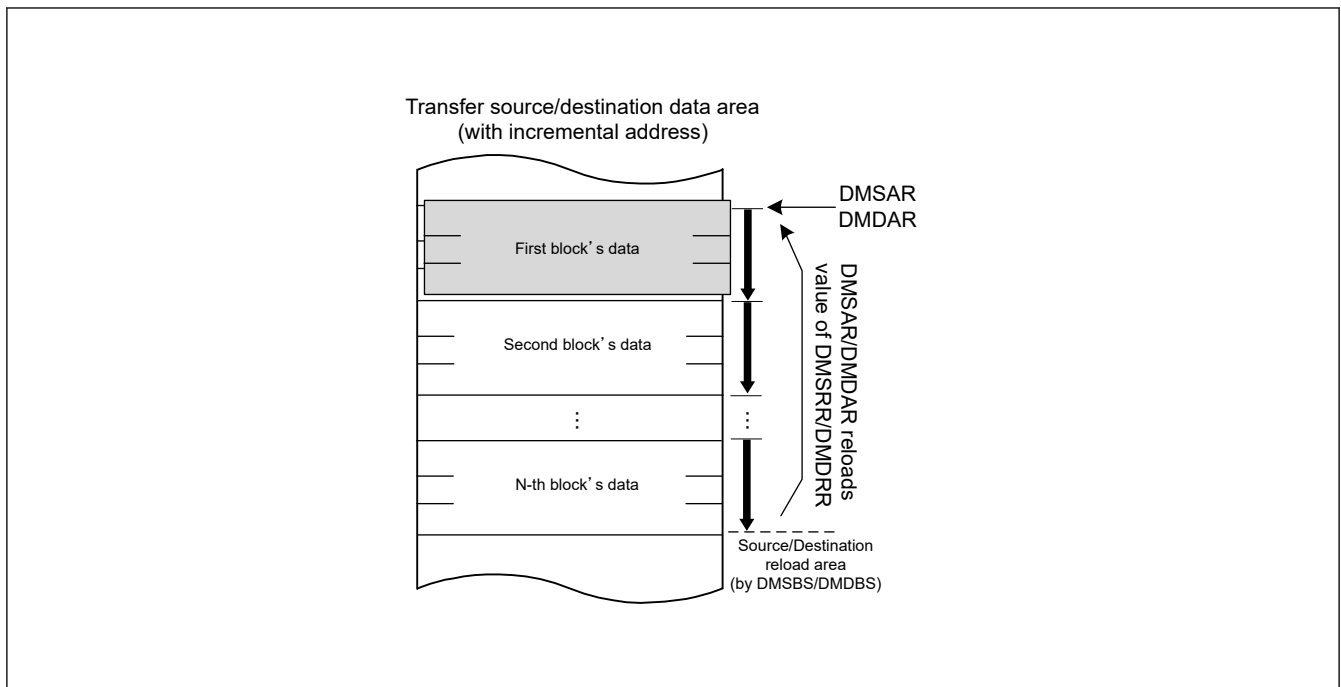 Transfer source/destination data area
(with incremental address)
DMSAR
DMDAR
First block’s data
DMSAR/DMDAR reloads
value of DMSRR/DMDRR
Second block’s data
⋮
⋮
N-th block’s data
Source/Destination
reload area
(by DMSBS/DMDBS)